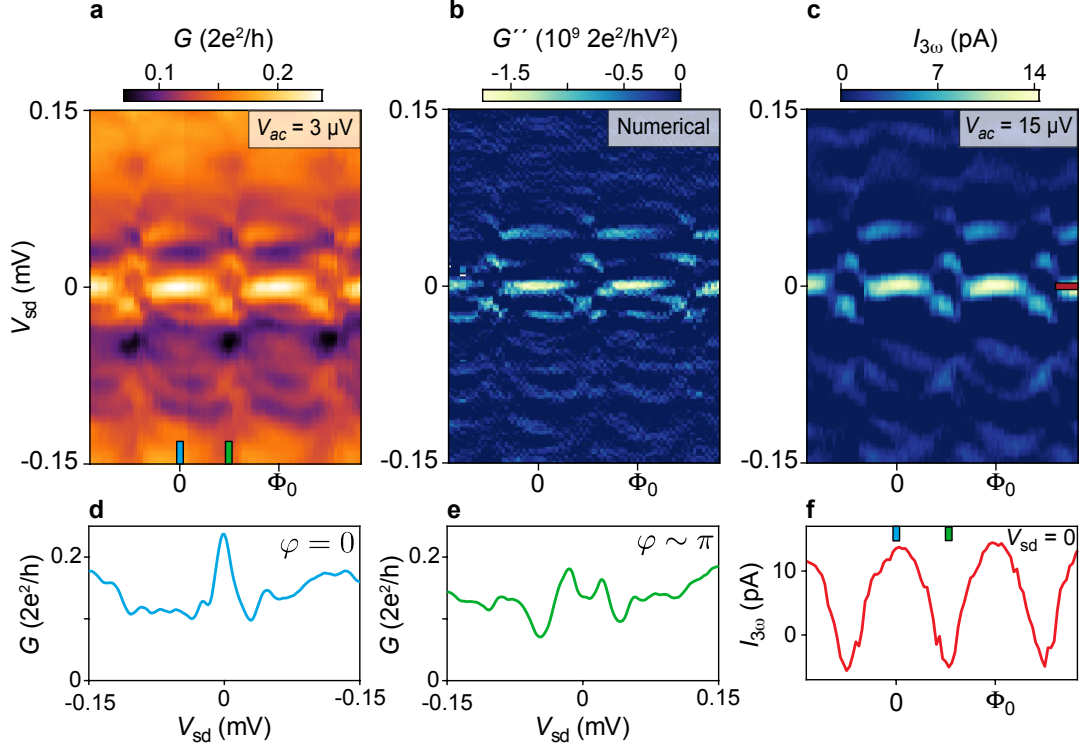 a
G (2e²/h)
0.1 0.2
0.15
V_ac = 3 µV
V_sd (mV)
0
-0.15
0 Φ₀
b
G´´ (10⁹ 2e²/hV²)
-1.5 -0.5 0
0.15
Numerical
0
-0.15
0 Φ₀
c
I_3ω (pA)
0 7 14
0.15
V_ac = 15 µV
0
-0.15
0 Φ₀
d
φ = 0
G (2e²/h)
0.2
0
-0.15 0 -0.15
V_sd (mV)
e
φ ∼ π
G (2e²/h)
0.2
0
-0.15 0 0.15
V_sd (mV)
f
V_sd = 0
I_3ω (pA)
10
0
0 Φ₀